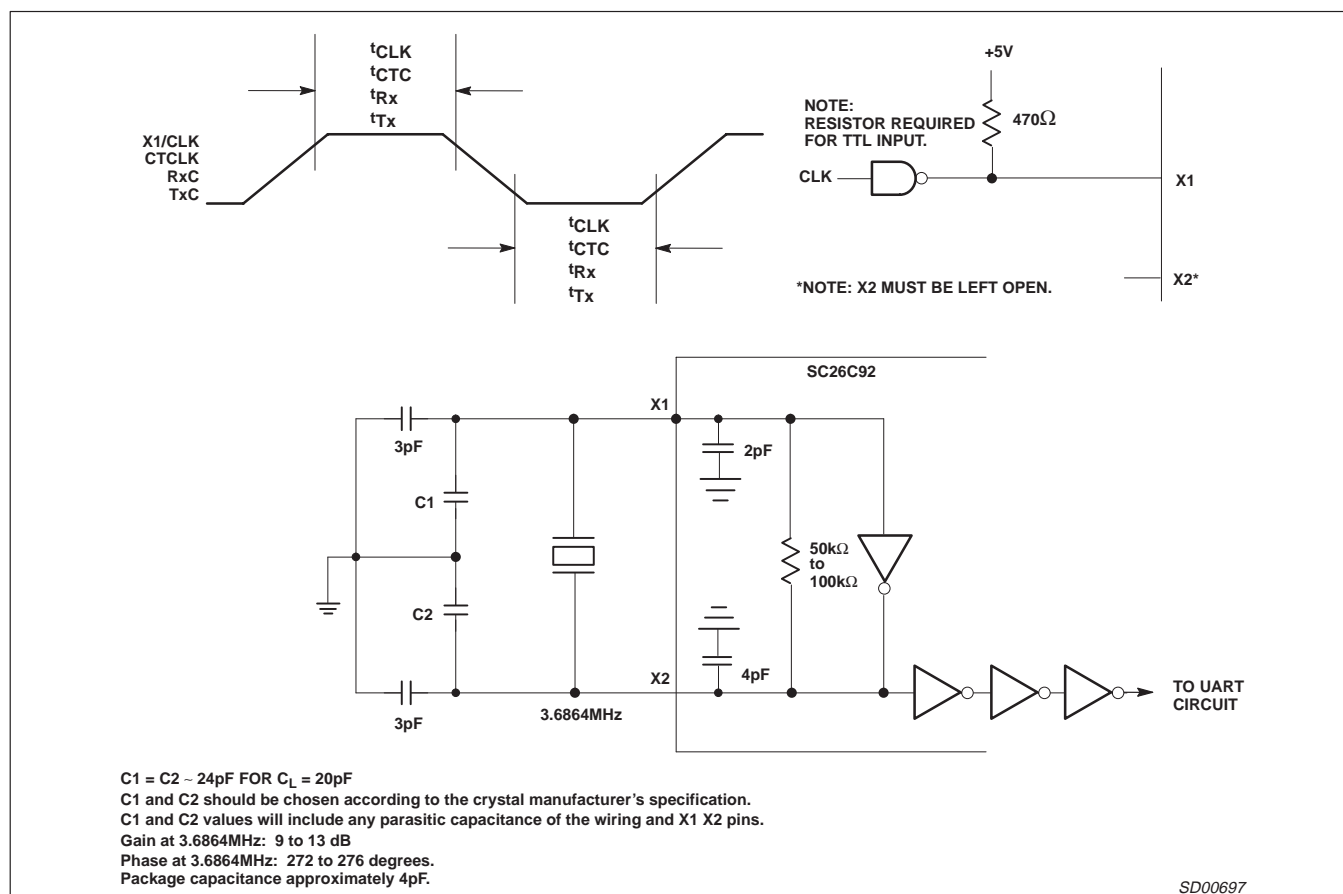 tCLK
tCTC
tRx
tTx
X1/CLK
CTCLK
RxC
TxC
tCLK
tCTC
tRx
tTx
+5V
NOTE:
RESISTOR REQUIRED
FOR TTL INPUT.
470Ω
CLK
X1
X2*
*NOTE: X2 MUST BE LEFT OPEN.
SC26C92
X1
3pF
2pF
C1
50kΩ
to
100kΩ
C2
4pF
X2
3pF
3.6864MHz
TO UART
CIRCUIT
C1 = C2 ~ 24pF FOR CL = 20pF
C1 and C2 should be chosen according to the crystal manufacturer's specification.
C1 and C2 values will include any parasitic capacitance of the wiring and X1 X2 pins.
Gain at 3.6864MHz: 9 to 13 dB
Phase at 3.6864MHz: 272 to 276 degrees.
Package capacitance approximately 4pF.
SD00697